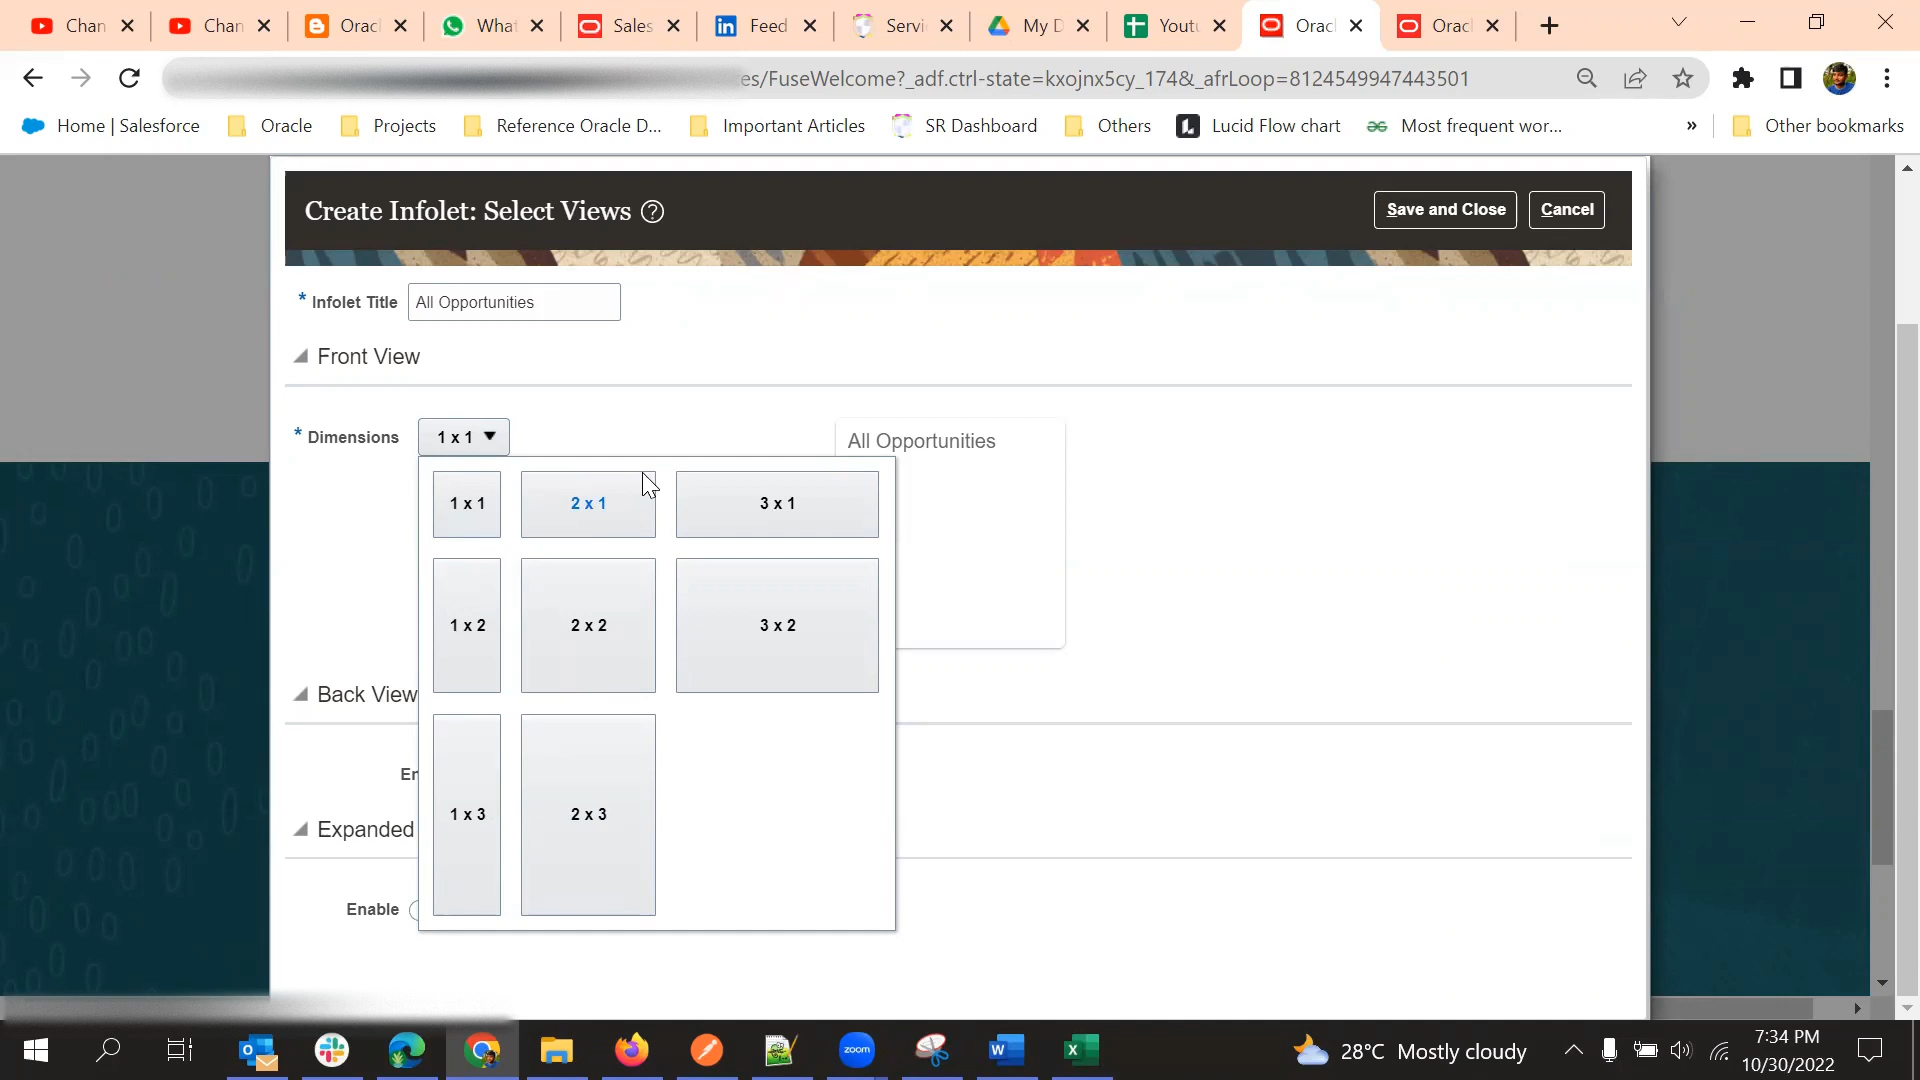 Chan
Chan
Oracl
What
Sales
Feed
Servi
My D
Youtu
Oracl
Oracl
es/FuseWelcome?_adf.ctrl-state=kxojnx5cy_174&_afrLoop=8124549947443501
Home | Salesforce
Oracle
Projects
Reference Oracle D...
Important Articles
SR Dashboard
Others
Lucid Flow chart
Most frequent wor...
»
Other bookmarks
Create Infolet: Select Views ?
Save and Close
Cancel
* Infolet Title All Opportunities
Front View
* Dimensions 1 x 1
All Opportunities
1 x 1
2 x 1
3 x 1
1 x 2
2 x 2
3 x 2
1 x 3
2 x 3
Back View
En
Expanded
Enable
zoom
28°C Mostly cloudy
7:34 PM
10/30/2022